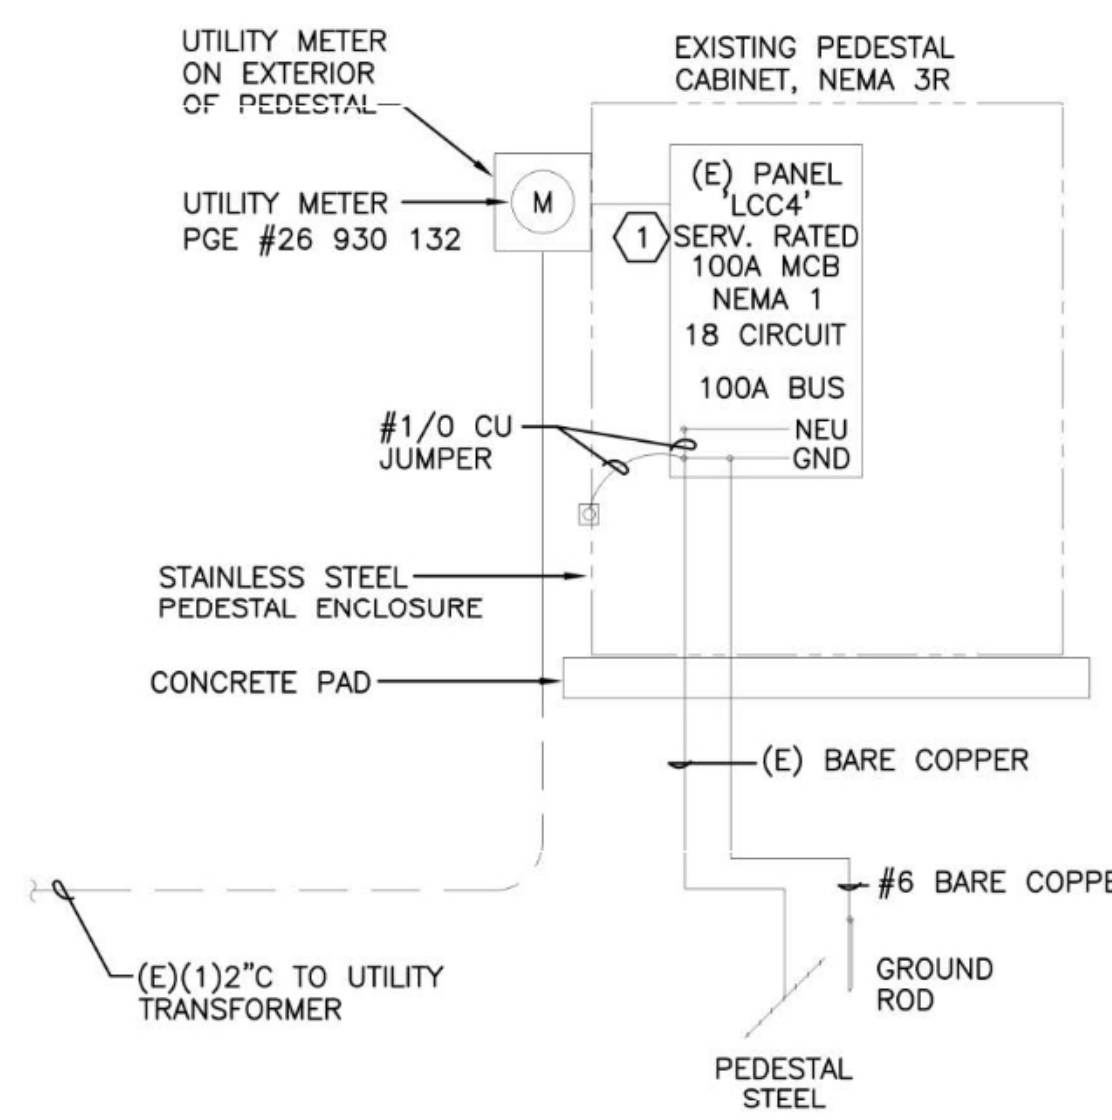 UTILITY METER
ON EXTERIOR
OF PEDESTAL
EXISTING PEDESTAL
CABINET, NEMA 3R
M
UTILITY METER
PGE #26 930 132
1
(E) PANEL
'LCC4'
SERV. RATED
100A MCB
NEMA 1
18 CIRCUIT
100A BUS
NEU
GND
#1/0 CU
JUMPER
STAINLESS STEEL
PEDESTAL ENCLOSURE
CONCRETE PAD
(E) BARE COPPER
#6 BARE COPPE
(E)(1)2"C TO UTILITY
TRANSFORMER
GROUND
ROD
PEDESTAL
STEEL